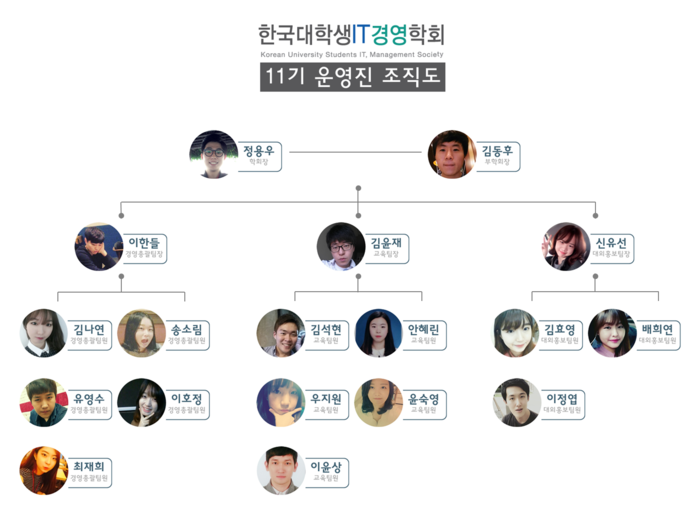 한국대학생IT경영학회
Korean University Students IT, Management Society
11기 운영진 조직도
정용우
학회장
김동후
부학회장
이한들
경영총괄팀장
김윤재
교육팀장
신유선
대외홍보팀장
김나연
경영총괄팀원
송소림
경영총괄팀원
김석현
교육팀원
안혜린
교육팀원
김효영
대외홍보팀원
배희연
대외홍보팀원
유영수
경영총괄팀원
이호정
경영총괄팀원
우지원
교육팀원
윤숙영
교육팀원
이정엽
대외홍보팀원
최재희
경영총괄팀원
이윤상
교육팀원